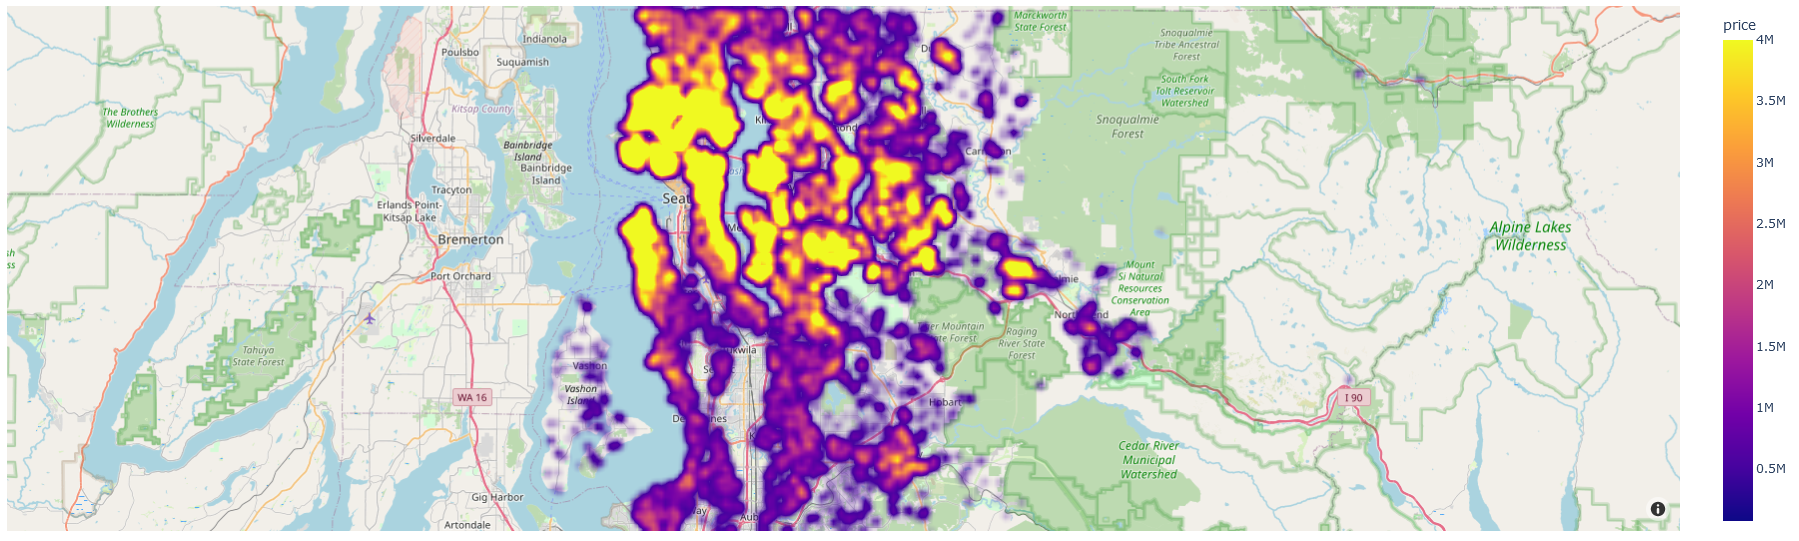 price
4M
3.5M
3M
2.5M
2M
1.5M
1M
0.5M
Marckworth
State Forest
Indianola
Poulsbo
Suquamish
Snoqualmie
Tribe Ancestral
Forest
South Fork
Tolt Reservoir
Watershed
The Brothers
Wilderness
Kitsap County
Silverdale
Snoqualmie
Forest
Bainbridge
Island
Bainbridge
Island
Tracyton
Erlands Point-
Kitsap Lake
Seat
Bremerton
Alpine Lakes
Wilderness
Port Orchard
Mount
Si Natural
Resources
Conservation
Area
Raging
River State
Forest
Tahuya
State Forest
Vashon
Vashon
Island
WA 16
I 90
Hobart
Cedar River
Municipal
Watershed
Gig Harbor
Artondale